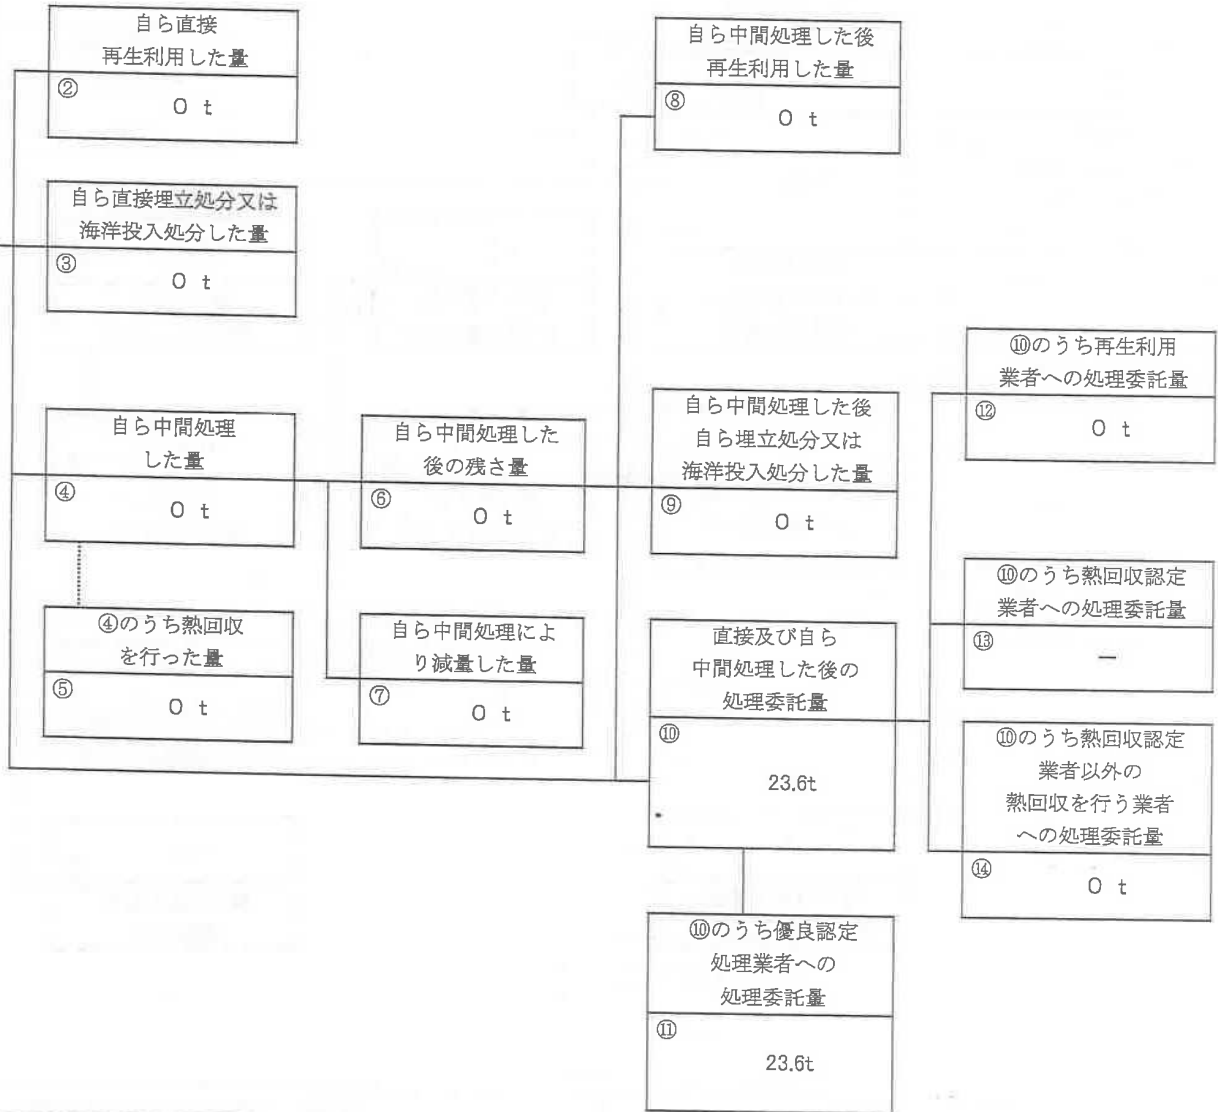 自ら直接
再生利用した量
②
0 t
自ら直接埋立処分又は
海洋投入処分した量
③
0 t
自ら中間処理
した量
④
0 t
④のうち熱回収
を行った量
⑤
0 t
自ら中間処理した
後の残さ量
⑥
0 t
自ら中間処理によ
り減量した量
⑦
0 t
自ら中間処理した後
再生利用した量
⑧
0 t
自ら中間処理した後
自ら埋立処分又は
海洋投入処分した量
⑨
0 t
直接及び自ら
中間処理した後の
処理委託量
⑩
23.6t
⑩のうち優良認定
処理業者への
処理委託量
⑪
23.6t
⑩のうち再生利用
業者への処理委託量
⑫
0 t
⑩のうち熱回収認定
業者への処理委託量
⑬
ー
⑩のうち熱回収認定
業者以外の
熱回収を行う業者
への処理委託量
⑭
0 t